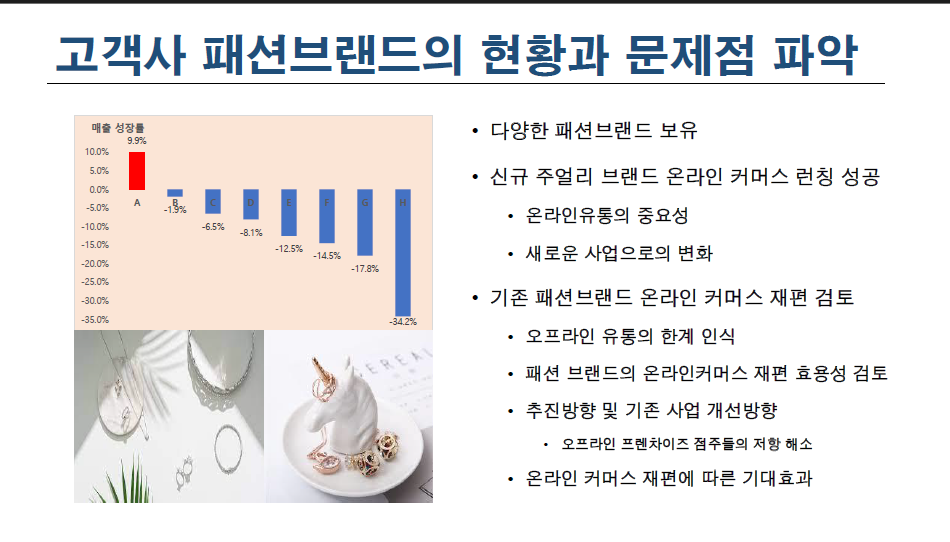 고객사 패션브랜드의 현황과 문제점 파악
매출 성장률
9.9%
10.0%
5.0%
0.0%
-5.0%
-10.0%
-15.0%
-20.0%
-25.0%
-30.0%
-35.0%
A B C D E F G H
-1.9%
-6.5%
-8.1%
-12.5%
-14.5%
-17.8%
-34.2%
• 다양한 패션브랜드 보유
• 신규 주얼리 브랜드 온라인 커머스 런칭 성공
• 온라인유통의 중요성
• 새로운 사업으로의 변화
• 기존 패션브랜드 온라인 커머스 재편 검토
• 오프라인 유통의 한계 인식
• 패션 브랜드의 온라인커머스 재편 효용성 검토
• 추진방향 및 기존 사업 개선방향
• 오프라인 프렌차이즈 점주들의 저항 해소
• 온라인 커머스 재편에 따른 기대효과